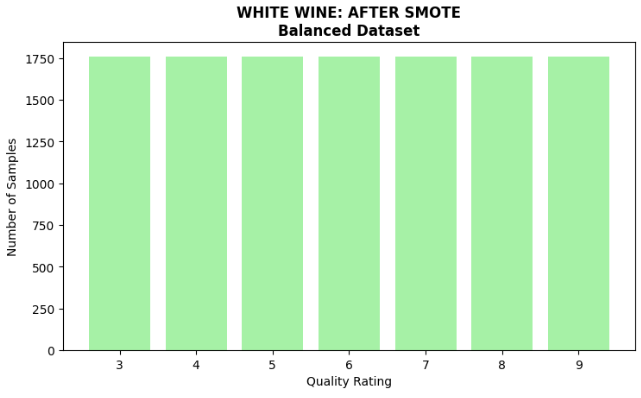 WHITE WINE: AFTER SMOTE
Balanced Dataset
Number of Samples
1750
1500
1250
1000
750
500
250
0
3 4 5 6 7 8 9
Quality Rating